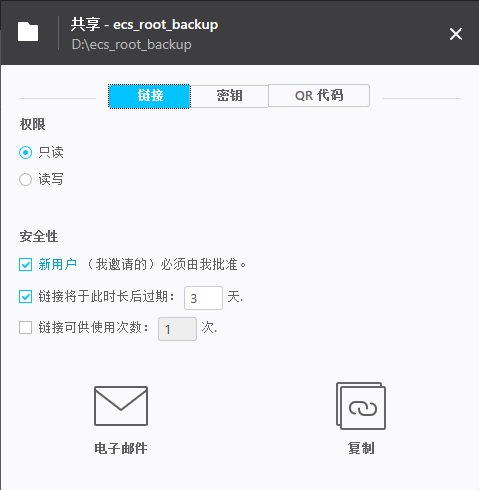 共享 - ecs_root_backup
D:\ecs_root_backup
链接 密钥 QR 代码
权限
只读
读写
安全性
新用户 （我邀请的）必须由我批准。
链接将于此时长后过期： 3 天.
链接可供使用次数： 1 次.
电子邮件 复制